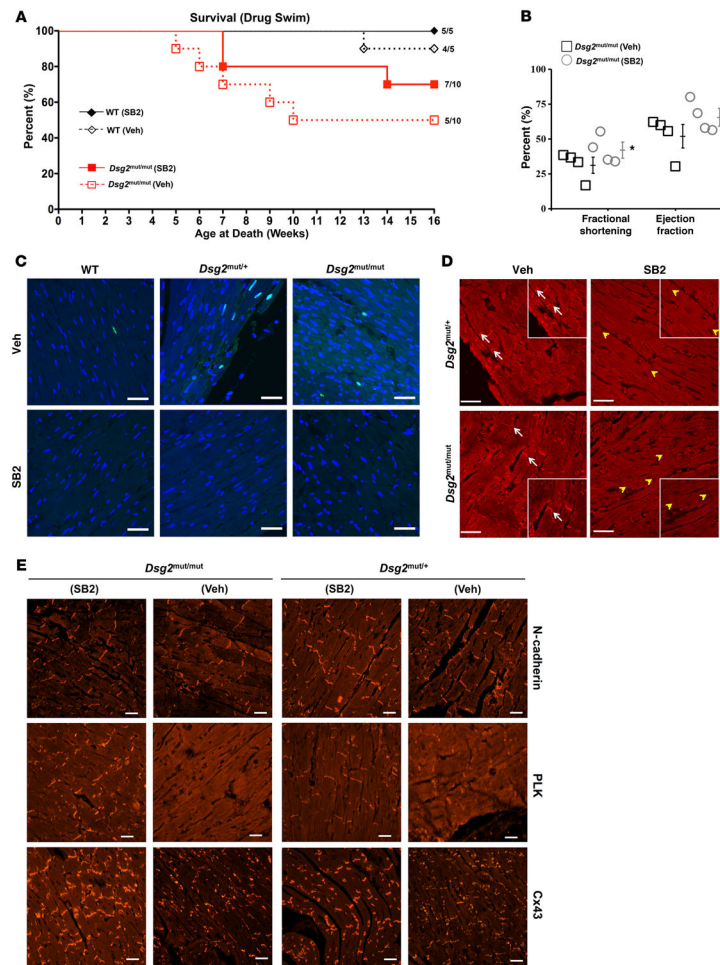 A
Survival (Drug Swim)
Percent (%)
100
80
60
40
20
0
WT (SB2)
WT (Veh)
Dsg2mut/mut (SB2)
Dsg2mut/mut (Veh)
5/5
4/5
7/10
5/10
0 1 2 3 4 5 6 7 8 9 10 11 12 13 14 15 16
Age at Death (Weeks)
B
Dsg2mut/mut (Veh)
Dsg2mut/mut (SB2)
Percent (%)
100
75
50
25
0
*
Fractional shortening
Ejection fraction
C
WT
Dsg2mut/+
Dsg2mut/mut
Veh
SB2
D
Veh
SB2
Dsg2mut/+
Dsg2mut/mut
E
Dsg2mut/mut
Dsg2mut/+
(SB2)
(Veh)
(SB2)
(Veh)
N-cadherin
PLK
Cx43